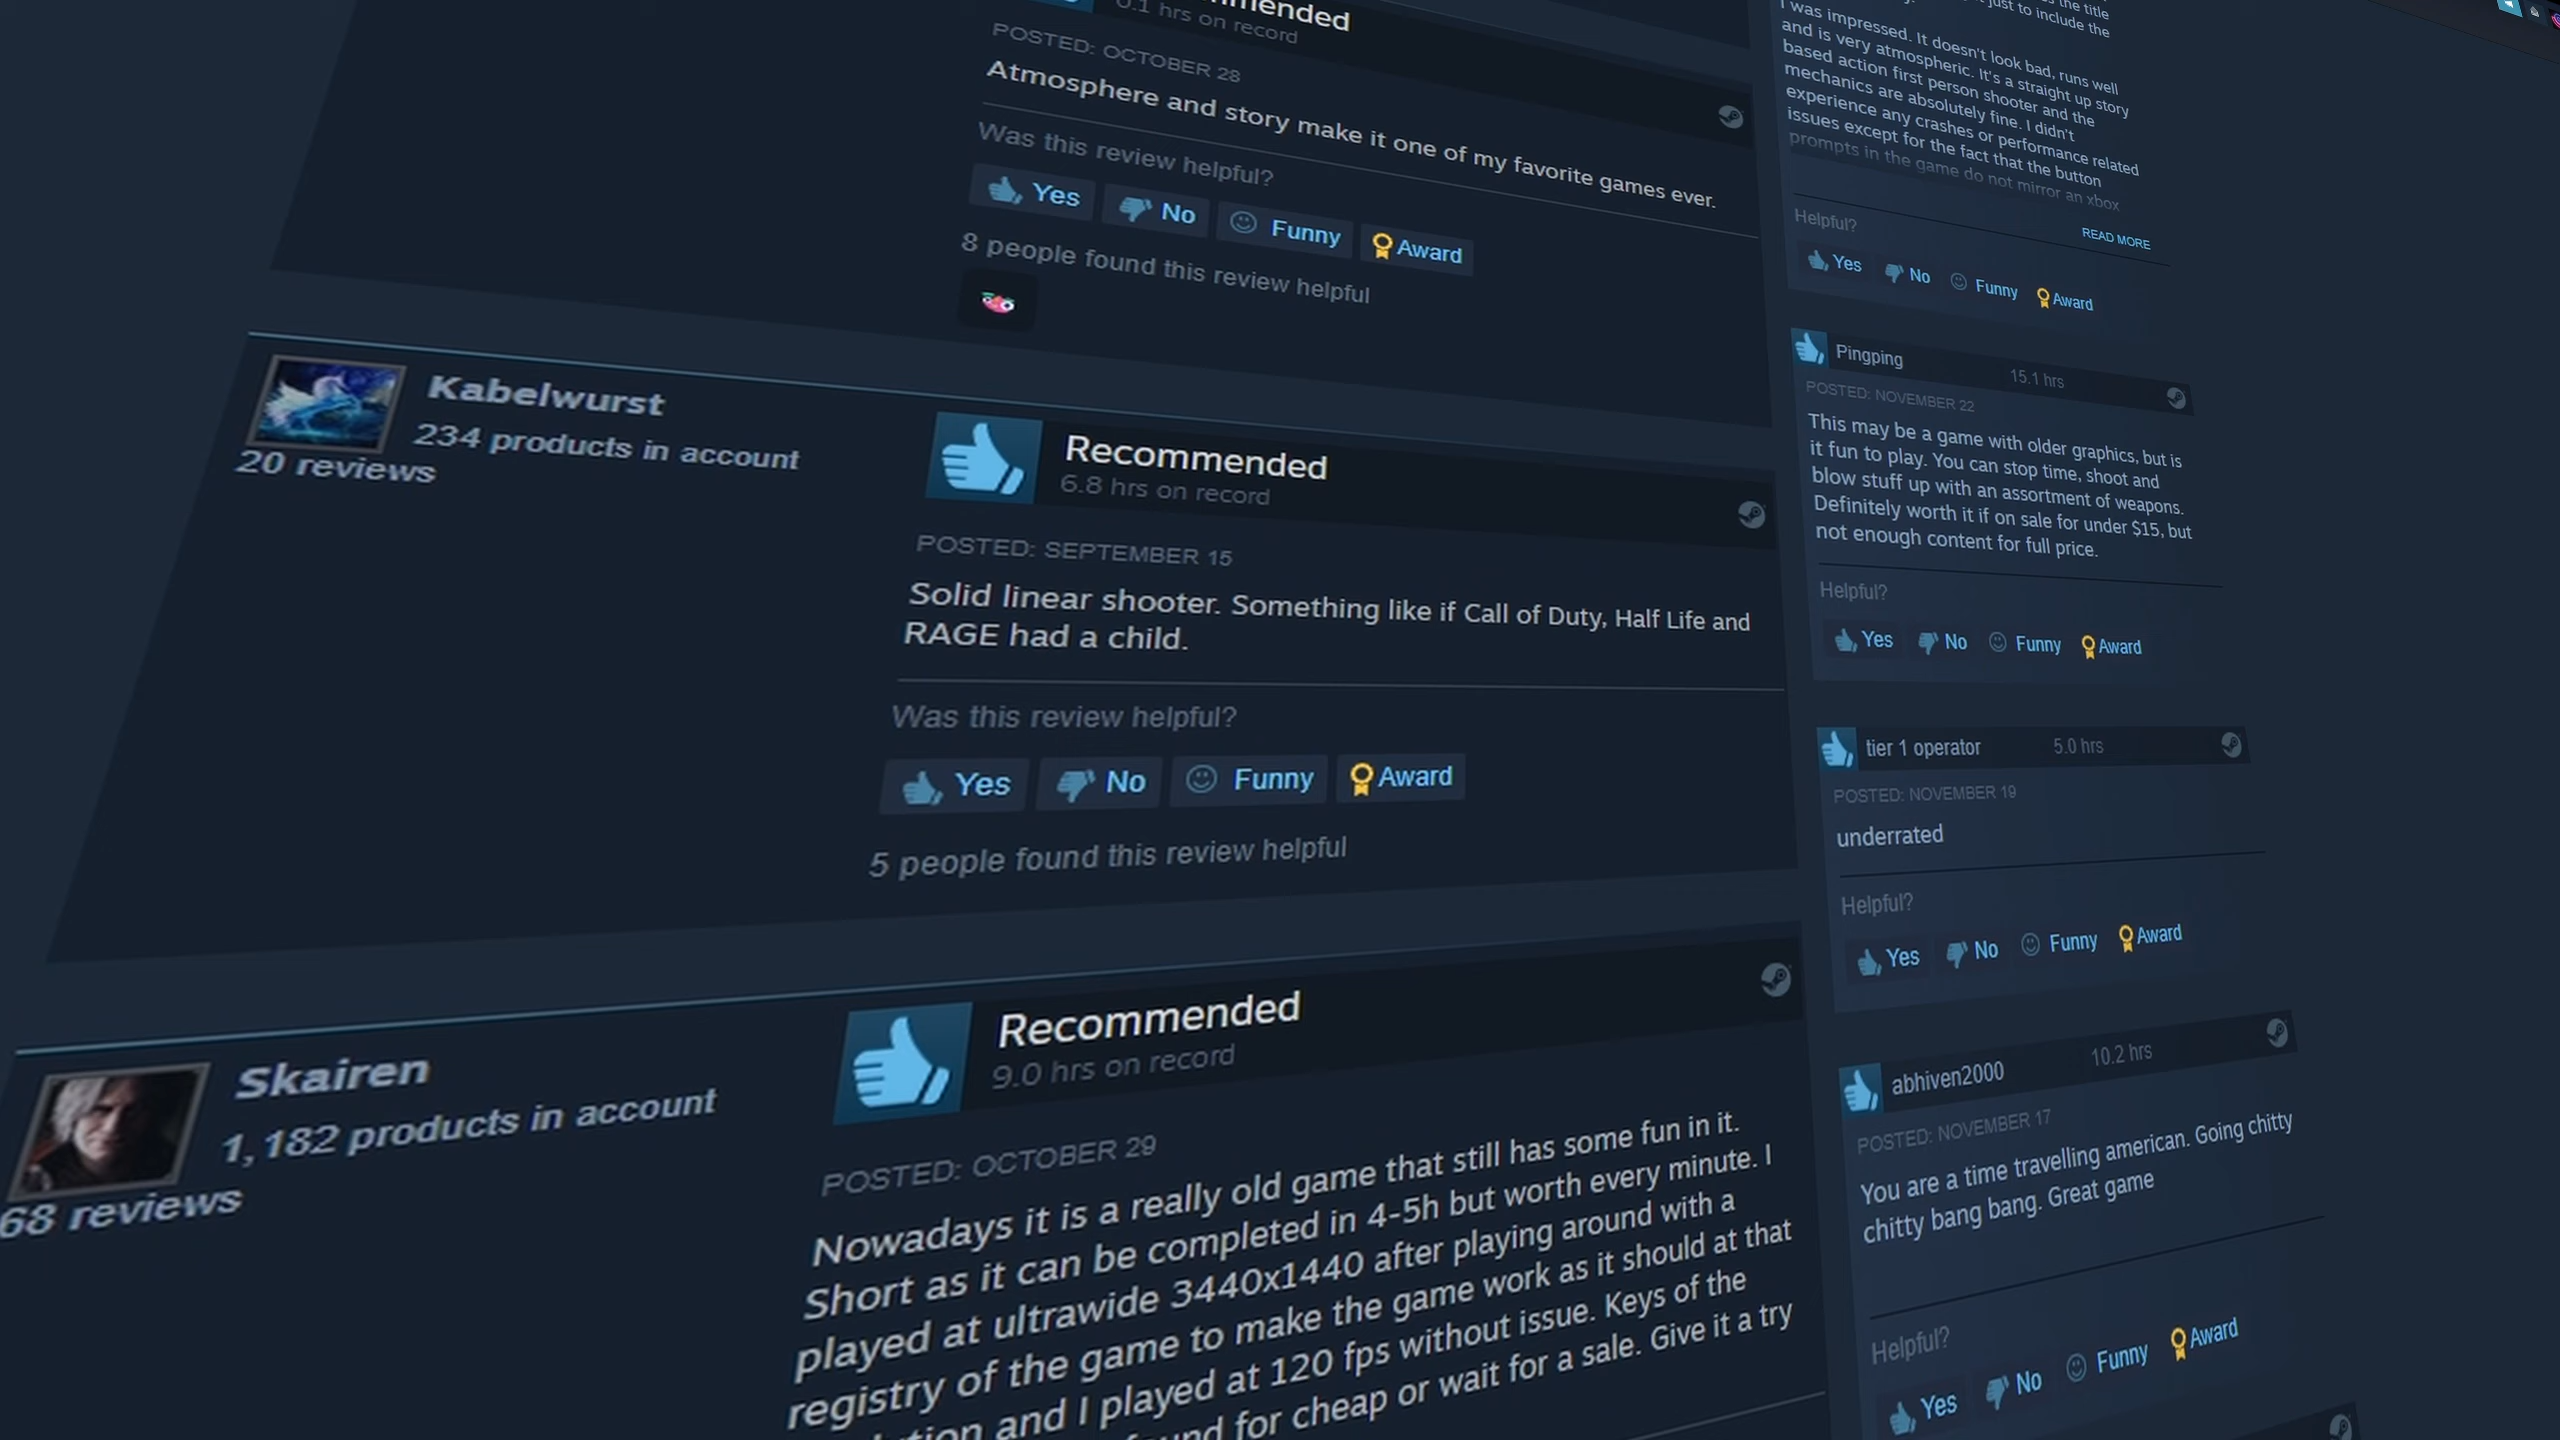 mmended
0.1 hrs on record
POSTED: OCTOBER 28
Atmosphere and story make it one of my favorite games ever.
Was this review helpful?
Yes
No
Funny
Award
8 people found this review helpful
Kabelwurst
234 products in account
20 reviews
Recommended
6.8 hrs on record
POSTED: SEPTEMBER 15
Solid linear shooter. Something like if Call of Duty, Half Life and
RAGE had a child.
Was this review helpful?
Yes
No
Funny
Award
5 people found this review helpful
Skairen
1,182 products in account
68 reviews
Recommended
9.0 hrs on record
POSTED: OCTOBER 29
Nowadays it is a really old game that still has some fun in it.
Short as it can be completed in 4-5h but worth every minute. I
played at ultrawide 3440x1440 after playing around with a
registry of the game to make the game work as it should at that
and I played at 120 fps without issue. Keys of the
for cheap or wait for a sale. Give it a try
the title
just to include the
I was impressed. It doesn't look bad, runs well
and is very atmospheric. It's a straight up story
based action first person shooter and the
mechanics are absolutely fine. I didn't
experience any crashes or performance related
issues except for the fact that the button
prompts in the game do not mirror an xbox
READ MORE
Helpful?
Yes
No
Funny
Award
Pingping
15.1 hrs
POSTED: NOVEMBER 22
This may be a game with older graphics, but is
it fun to play. You can stop time, shoot and
blow stuff up with an assortment of weapons.
Definitely worth it if on sale for under $15, but
not enough content for full price.
Helpful?
Yes
No
Funny
Award
tier 1 operator
5.0 hrs
POSTED: NOVEMBER 19
underrated
Helpful?
Yes
No
Funny
Award
abhiven2000
10.2 hrs
POSTED: NOVEMBER 17
You are a time travelling american. Going chitty
chitty bang bang. Great game
Helpful?
Yes
No
Funny
Award